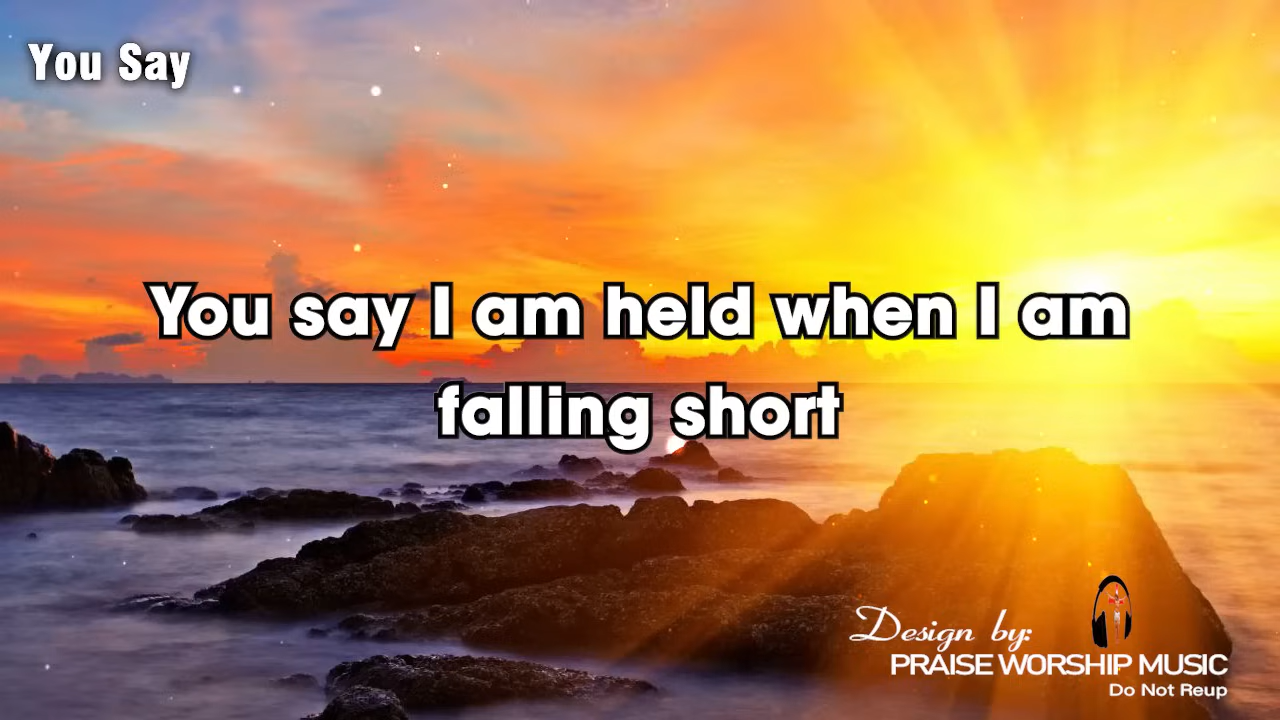 You Say
You say I am held when I am
falling short
Design by:
PRAISE WORSHIP MUSIC
Do Not Reup